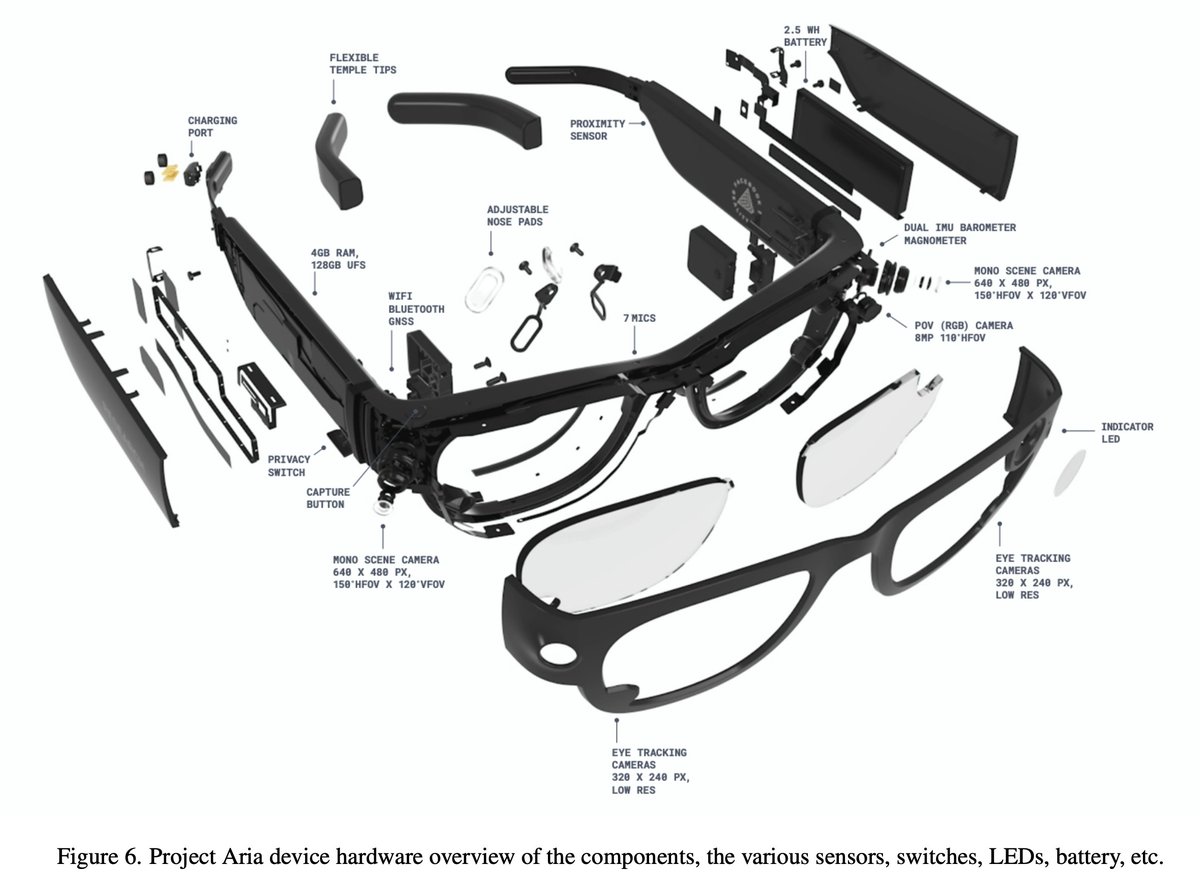 2.5 WH
BATTERY
FLEXIBLE
TEMPLE TIPS
CHARGING
PORT
PROXIMITY
SENSOR
ADJUSTABLE
NOSE PADS
DUAL IMU BAROMETER
MAGNOMETER
4GB RAM,
128GB UFS
MONO SCENE CAMERA
640 X 480 PX,
150°HFOV X 120°VFOV
WIFI
BLUETOOTH
GNSS
7 MICS
POV (RGB) CAMERA
8MP 110°HFOV
INDICATOR
LED
PRIVACY
SWITCH
CAPTURE
BUTTON
MONO SCENE CAMERA
640 X 480 PX,
150°HFOV X 120°VFOV
EYE TRACKING
CAMERAS
320 X 240 PX,
LOW RES
EYE TRACKING
CAMERAS
320 X 240 PX,
LOW RES
Figure 6. Project Aria device hardware overview of the components, the various sensors, switches, LEDs, battery, etc.